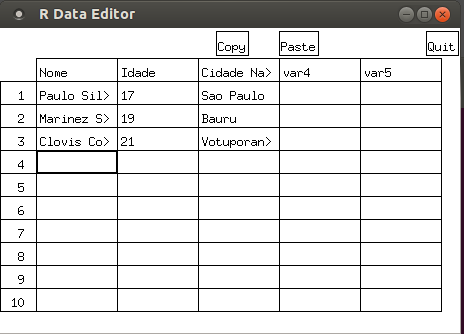 R Data Editor
Copy Paste Quit
Nome Idade Cidade Na> var4 var5
1 Paulo Sil> 17 Sao Paulo
2 Marinez S> 19 Bauru
3 Clovis Co> 21 Votuporan>
4
5
6
7
8
9
10